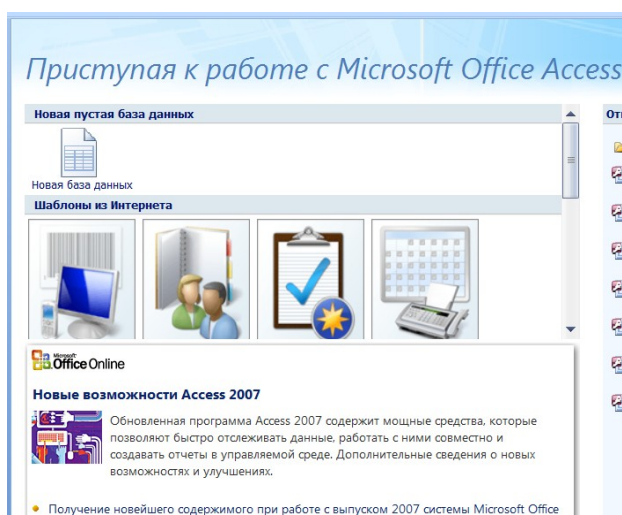 Приступая к работе с Microsoft Office Access
Новая пустая база данных
Новая база данных
Шаблоны из Интернета
Microsoft
Office Online
Новые возможности Access 2007
Обновленная программа Access 2007 содержит мощные средства, которые
позволяют быстро отслеживать данные, работать с ними совместно и
создавать отчеты в управляемой среде. Дополнительные сведения о новых
возможностях и улучшениях.
Получение новейшего содержимого при работе с выпуском 2007 системы Microsoft Office